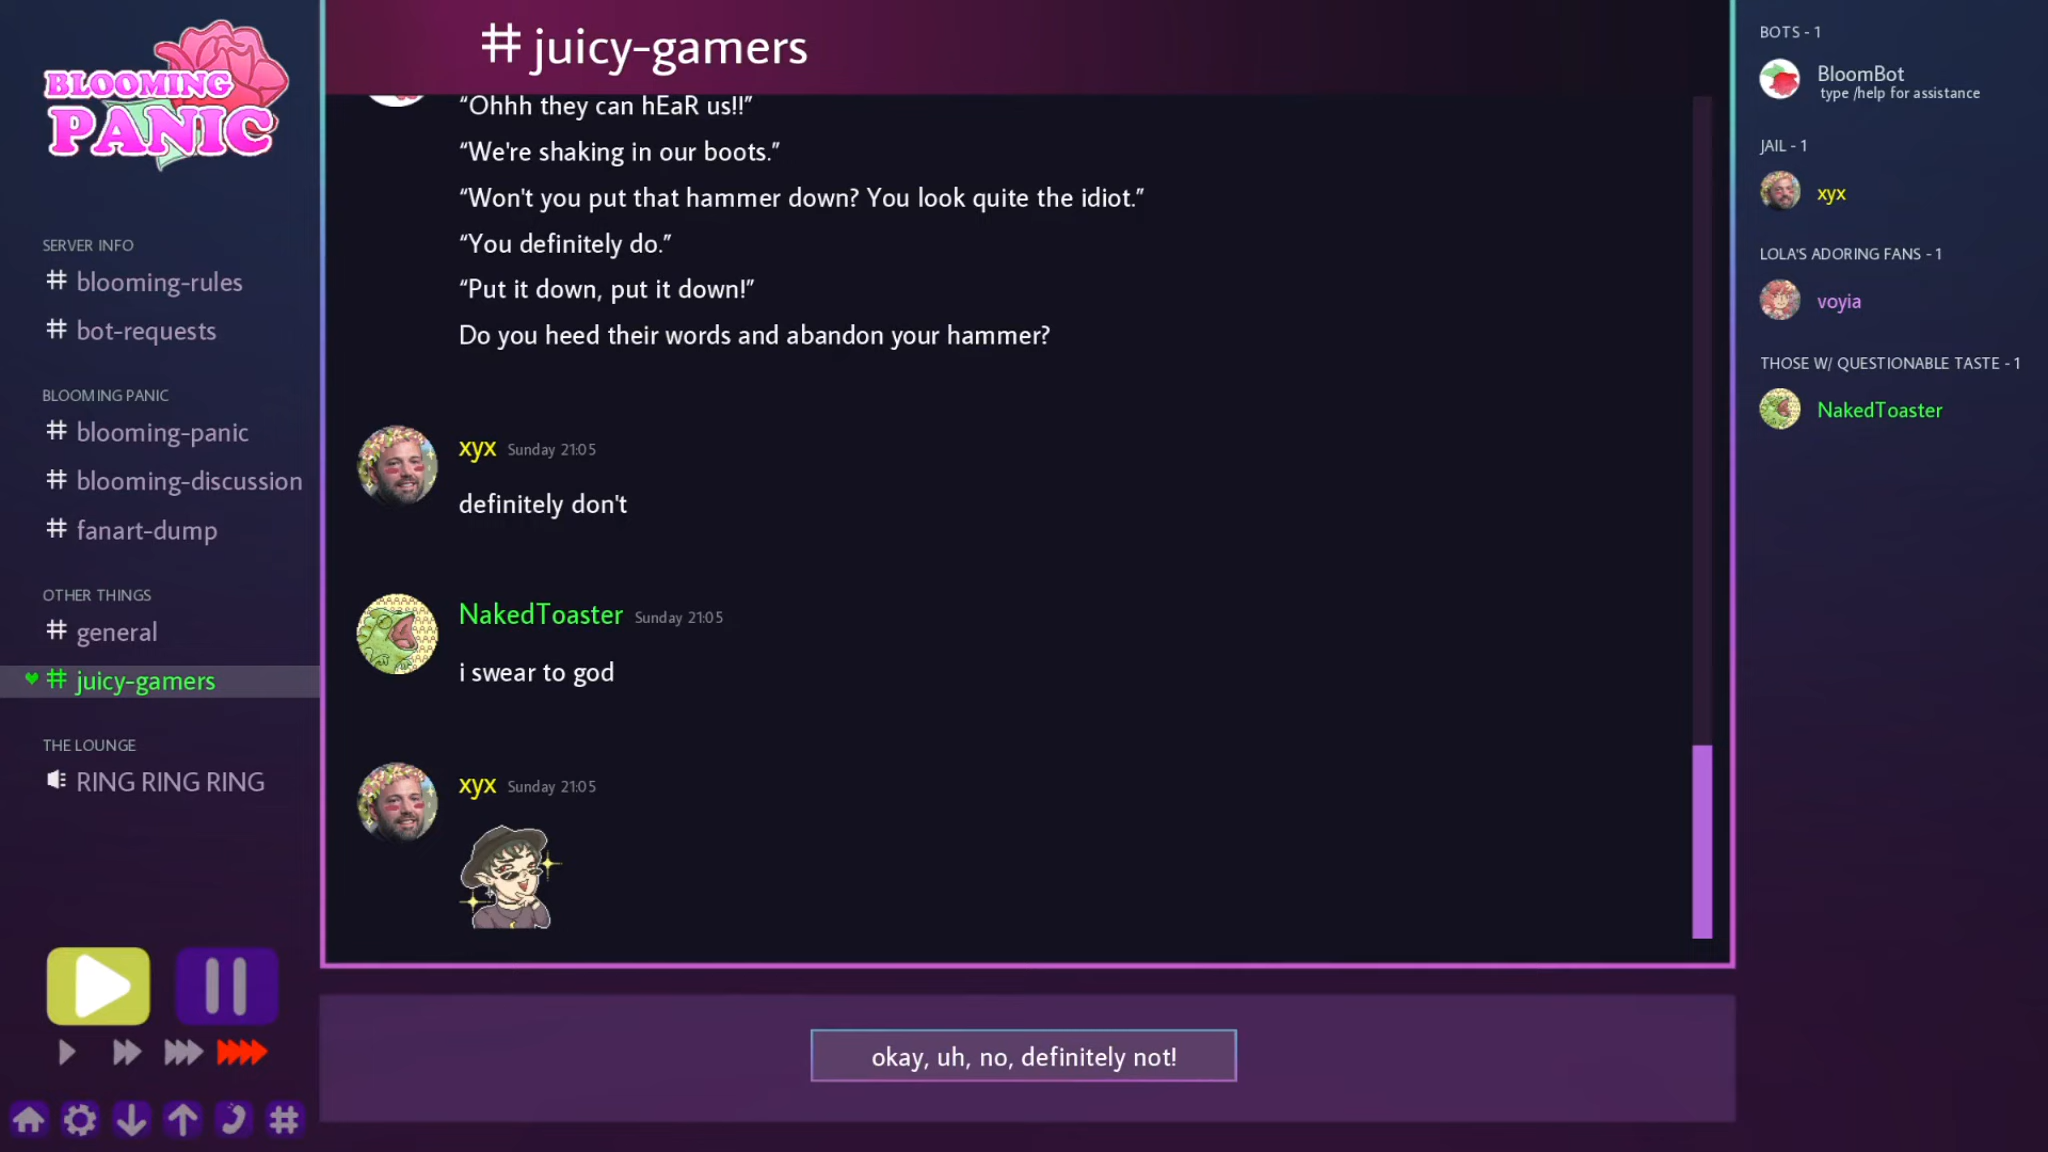 BLOOMING
PANIC
SERVER INFO
# blooming-rules
# bot-requests
BLOOMING PANIC
# blooming-panic
# blooming-discussion
# fanart-dump
OTHER THINGS
# general
# juicy-gamers
THE LOUNGE
RING RING RING
# juicy-gamers
“Ohhh they can hEaR us!!”
“We're shaking in our boots.”
“Won't you put that hammer down? You look quite the idiot.”
“You definitely do.”
“Put it down, put it down!”
Do you heed their words and abandon your hammer?
xyx Sunday 21:05
definitely don't
NakedToaster Sunday 21:05
i swear to god
xyx Sunday 21:05
okay, uh, no, definitely not!
BOTS - 1
BloomBot
type /help for assistance
JAIL - 1
xyx
LOLA'S ADORING FANS - 1
voyia
THOSE W/ QUESTIONABLE TASTE - 1
NakedToaster